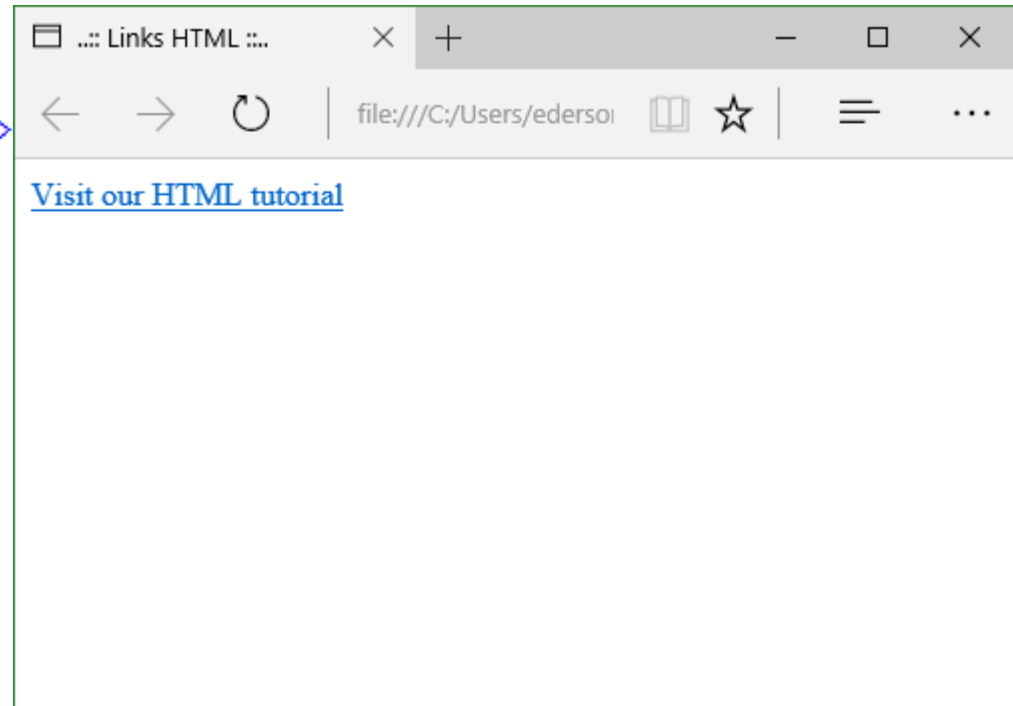 ..:: Links HTML ::..
file:///C:/Users/ederso
Visit our HTML tutorial